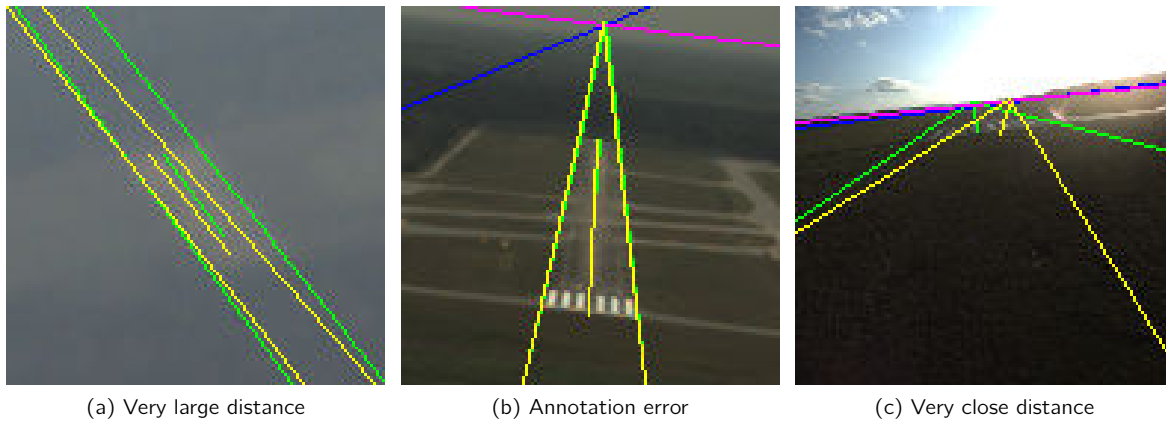 (a) Very large distance
(b) Annotation error
(c) Very close distance